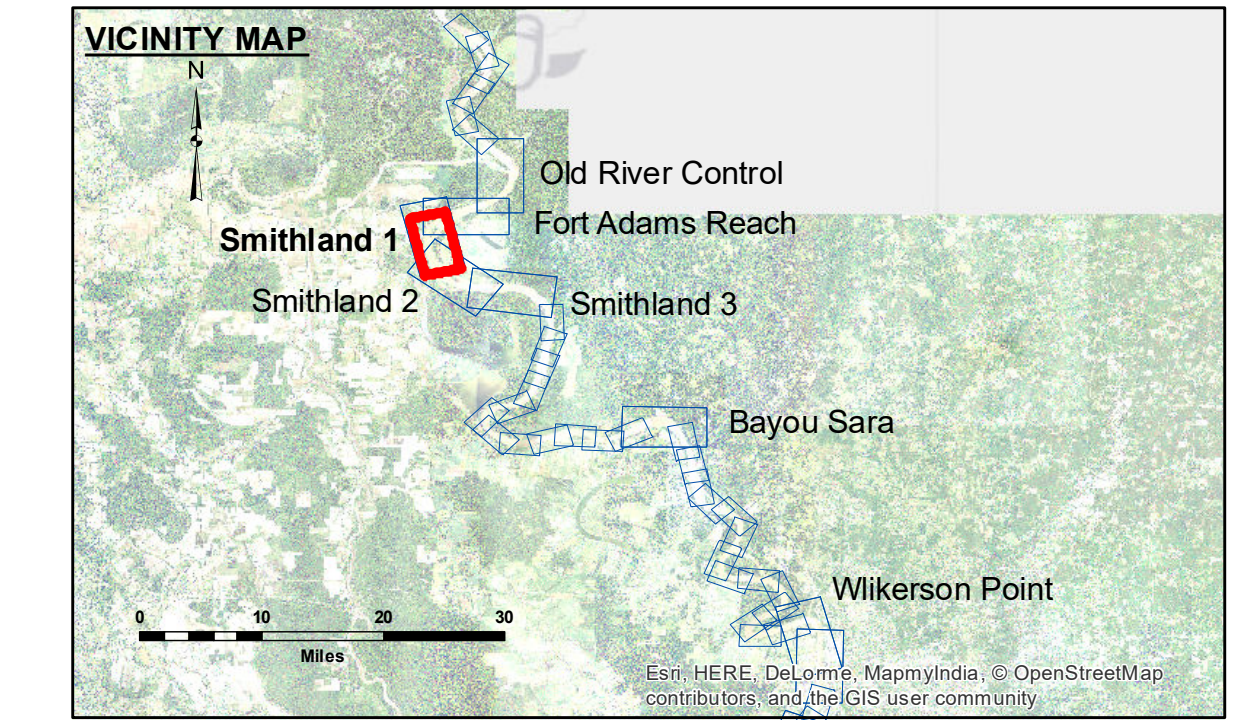 VICINITY MAP
N
Old River Control
Fort Adams Reach
Smithland 1
Smithland 2
Smithland 3
Bayou Sara
Wlikerson Point
0 10 20 30
Miles
Esri, HERE, DeLorme, MapmyIndia, © OpenStreetMap
contributors, and the GIS user community